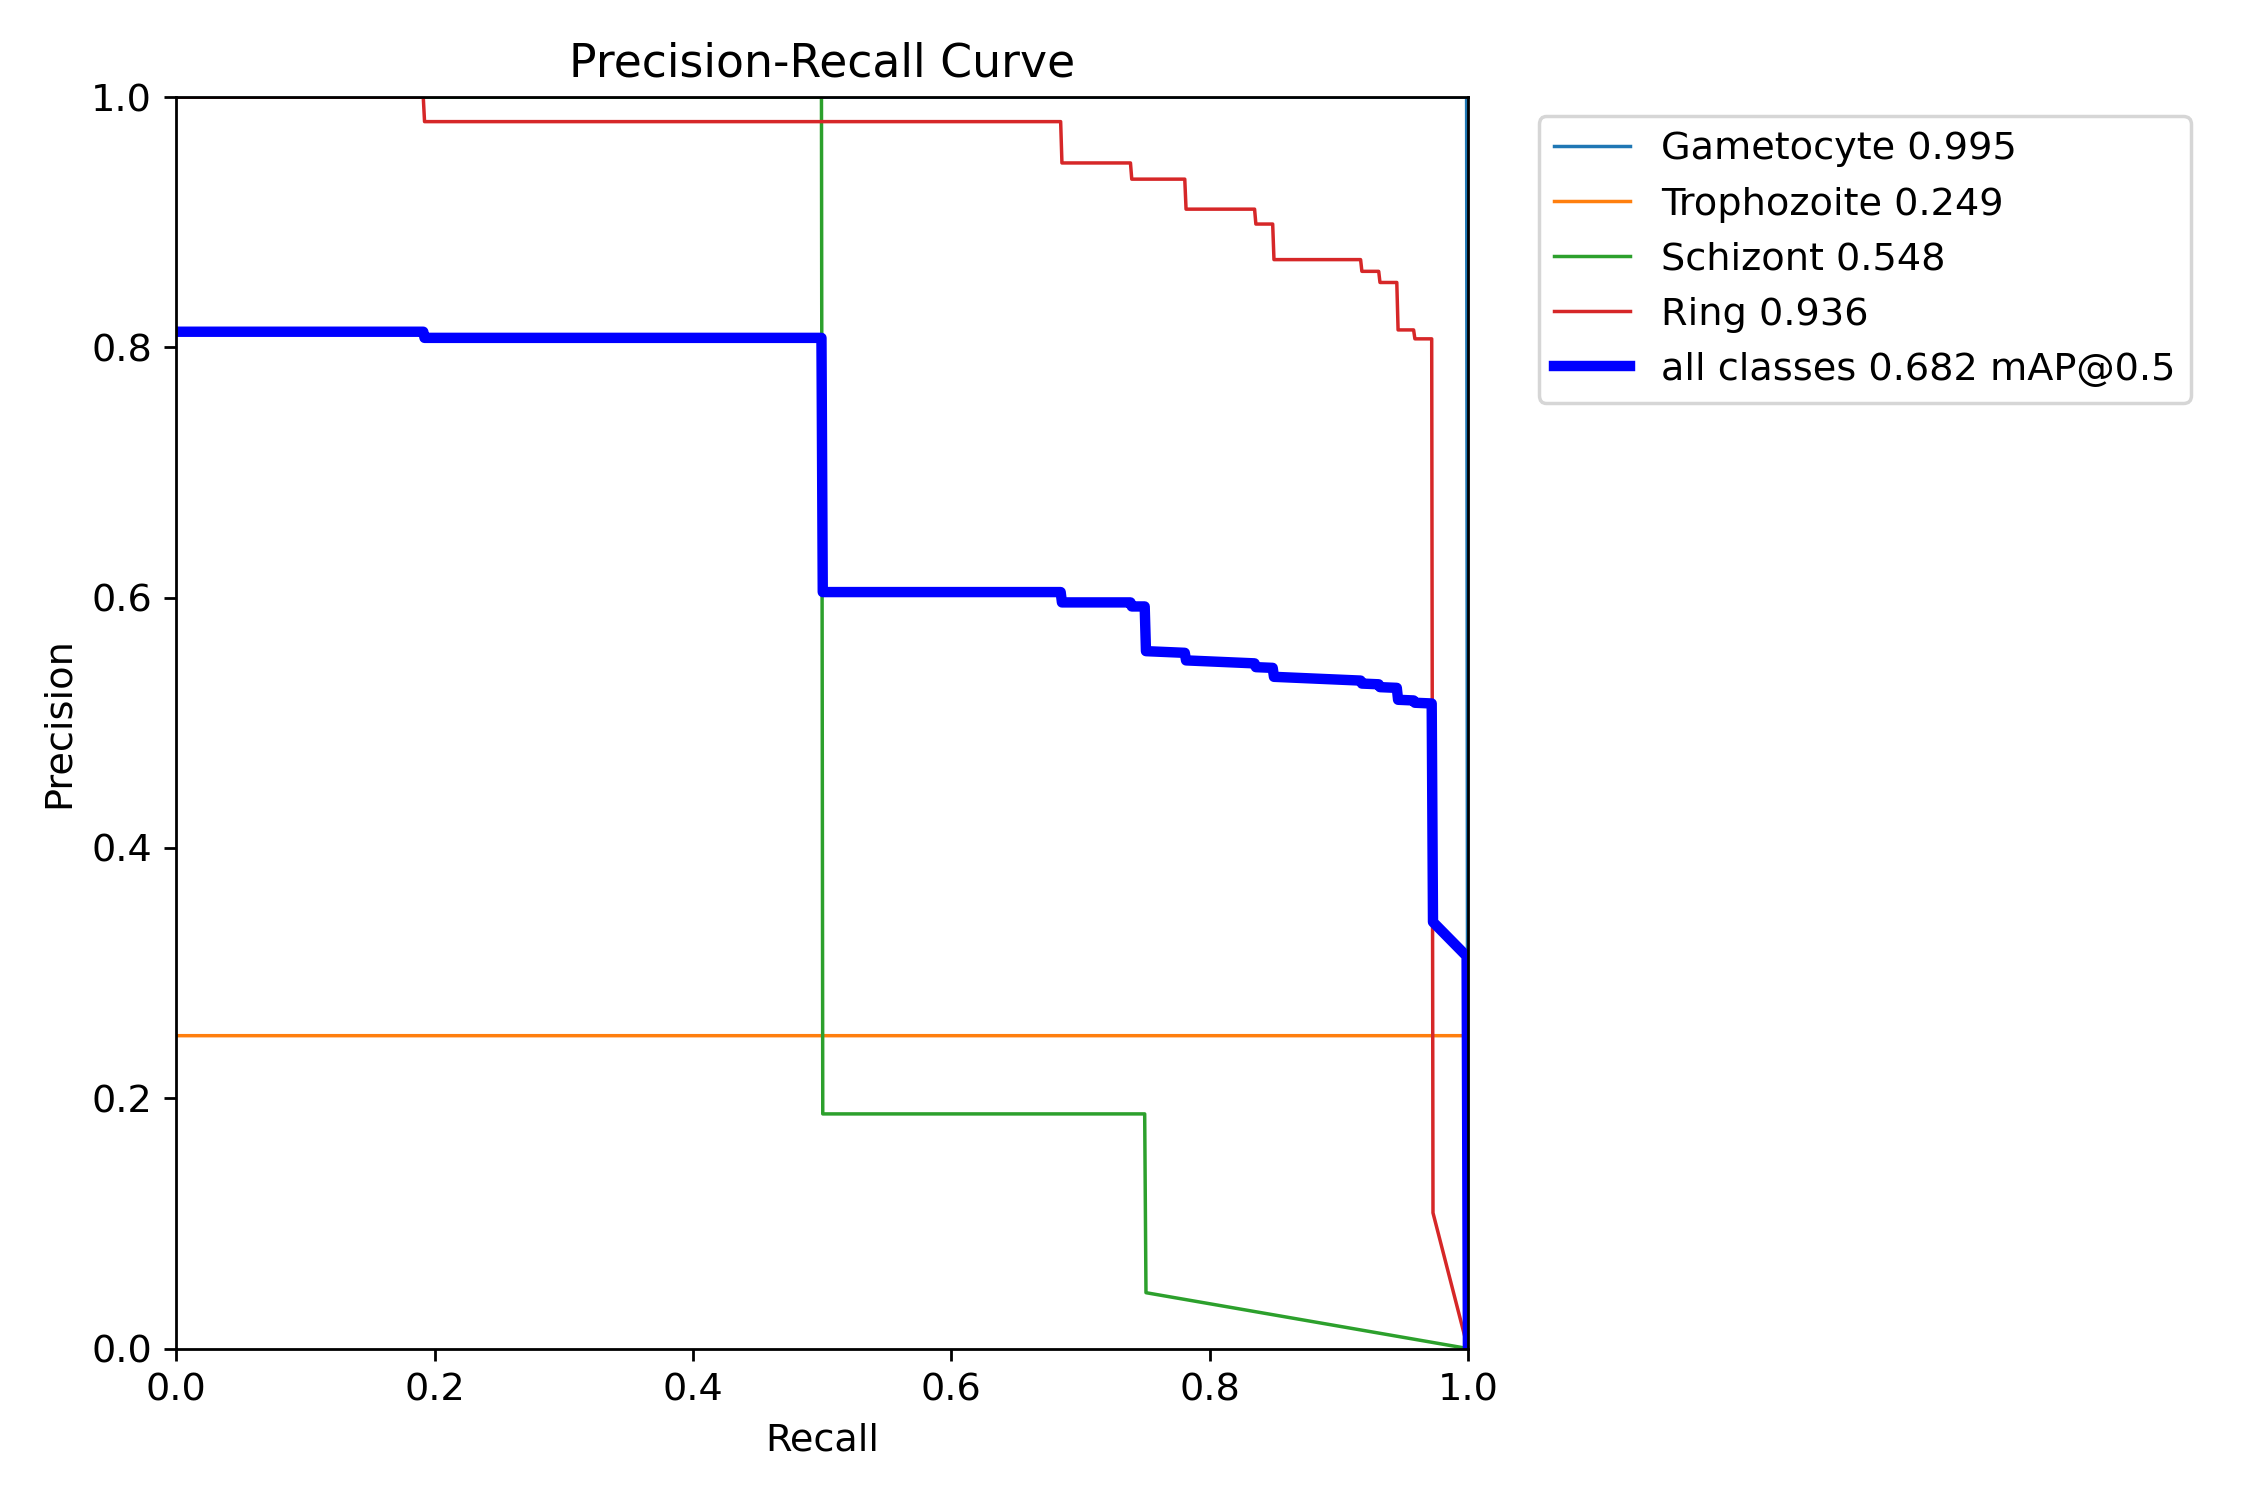 Precision-Recall Curve
1.0
0.8
0.6
0.4
0.2
0.0
Precision
0.0 0.2 0.4 0.6 0.8 1.0
Recall
Gametocyte 0.995
Trophozoite 0.249
Schizont 0.548
Ring 0.936
all classes 0.682 mAP@0.5